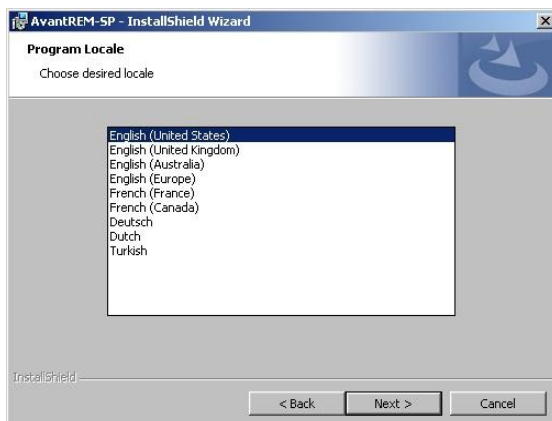 AvantREM-SP - InstallShield Wizard
Program Locale
Choose desired locale
English (United States)
English (United Kingdom)
English (Australia)
English (Europe)
French (France)
French (Canada)
Deutsch
Dutch
Turkish
InstallShield
< Back Next > Cancel